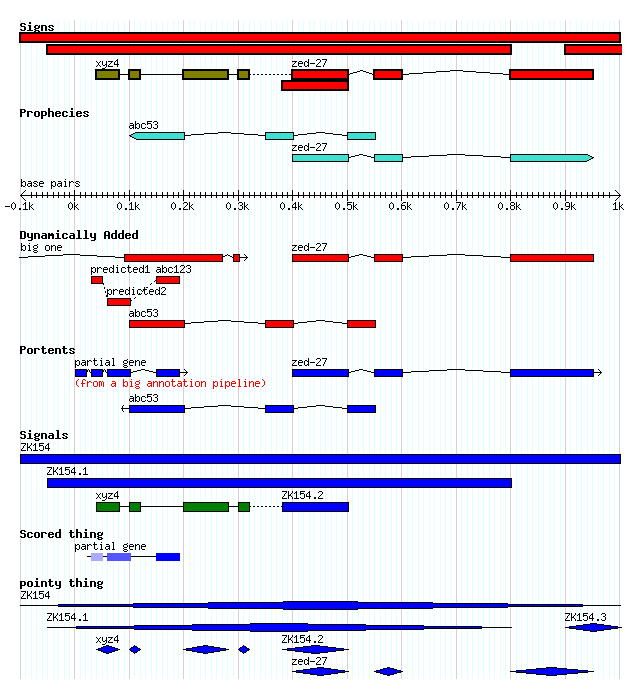 Signs
xyz4 zed-27
Prophecies
abc53
zed-27
base pairs
-0.1k 0k 0.1k 0.2k 0.3k 0.4k 0.5k 0.6k 0.7k 0.8k 0.9k 1k
Dynamically Added
big one zed-27
predicted1 abc123
predicted2
abc53
Portents
partial gene zed-27
(from a big annotation pipeline)
abc53
Signals
ZK154
ZK154.1
xyz4 ZK154.2
Scored thing
partial gene
pointy thing
ZK154
ZK154.1 ZK154.3
xyz4 ZK154.2
zed-27